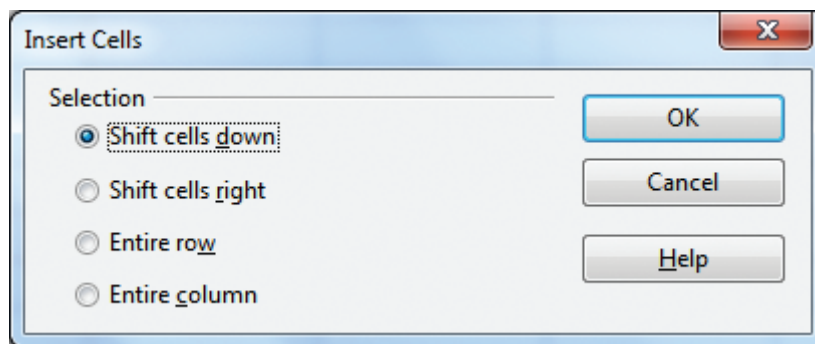 Insert Cells
Selection
Shift cells down
Shift cells right
Entire row
Entire column
OK
Cancel
Help